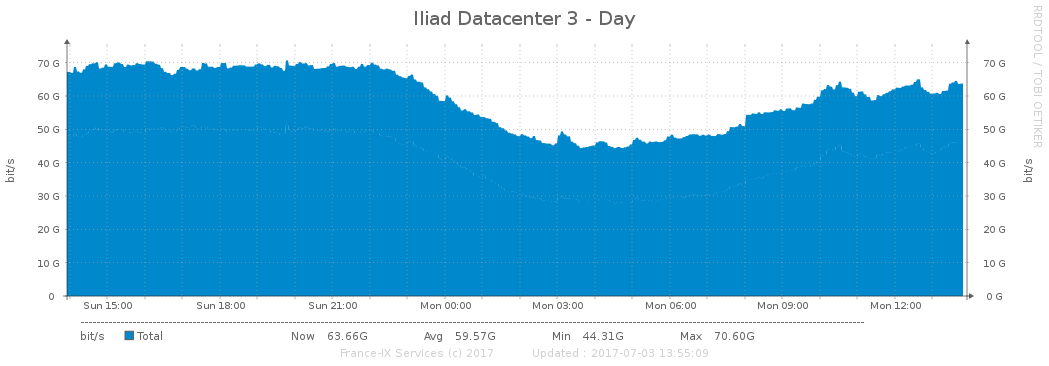 Iliad Datacenter 3 - Day
RRDTOOL / TOBI OETIKER
bit/s
70 G
60 G
50 G
40 G
30 G
20 G
10 G
0
70 G
60 G
50 G
40 G
30 G
20 G
10 G
0 G
bit/s
Sun 15:00 Sun 18:00 Sun 21:00 Mon 00:00 Mon 03:00 Mon 06:00 Mon 09:00 Mon 12:00
bit/s Total Now 63.66G Avg 59.57G Min 44.31G Max 70.60G
France-IX Services (c) 2017 Updated : 2017-07-03 13:55:09